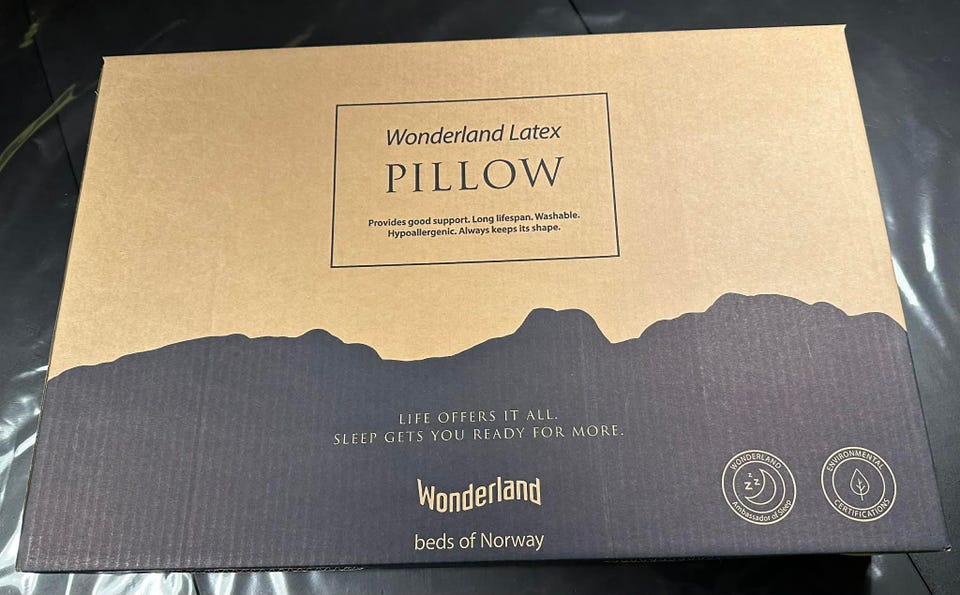 Wonderland Latex
PILLOW
Provides good support. Long lifespan. Washable.
Hypoallergenic. Always keeps its shape.
LIFE OFFERS IT ALL.
SLEEP GETS YOU READY FOR MORE.
Wonderland
beds of Norway
WONDERLAND
z z z
Ambassador of Sleep
ENVIRONMENTAL
CERTIFICATIONS